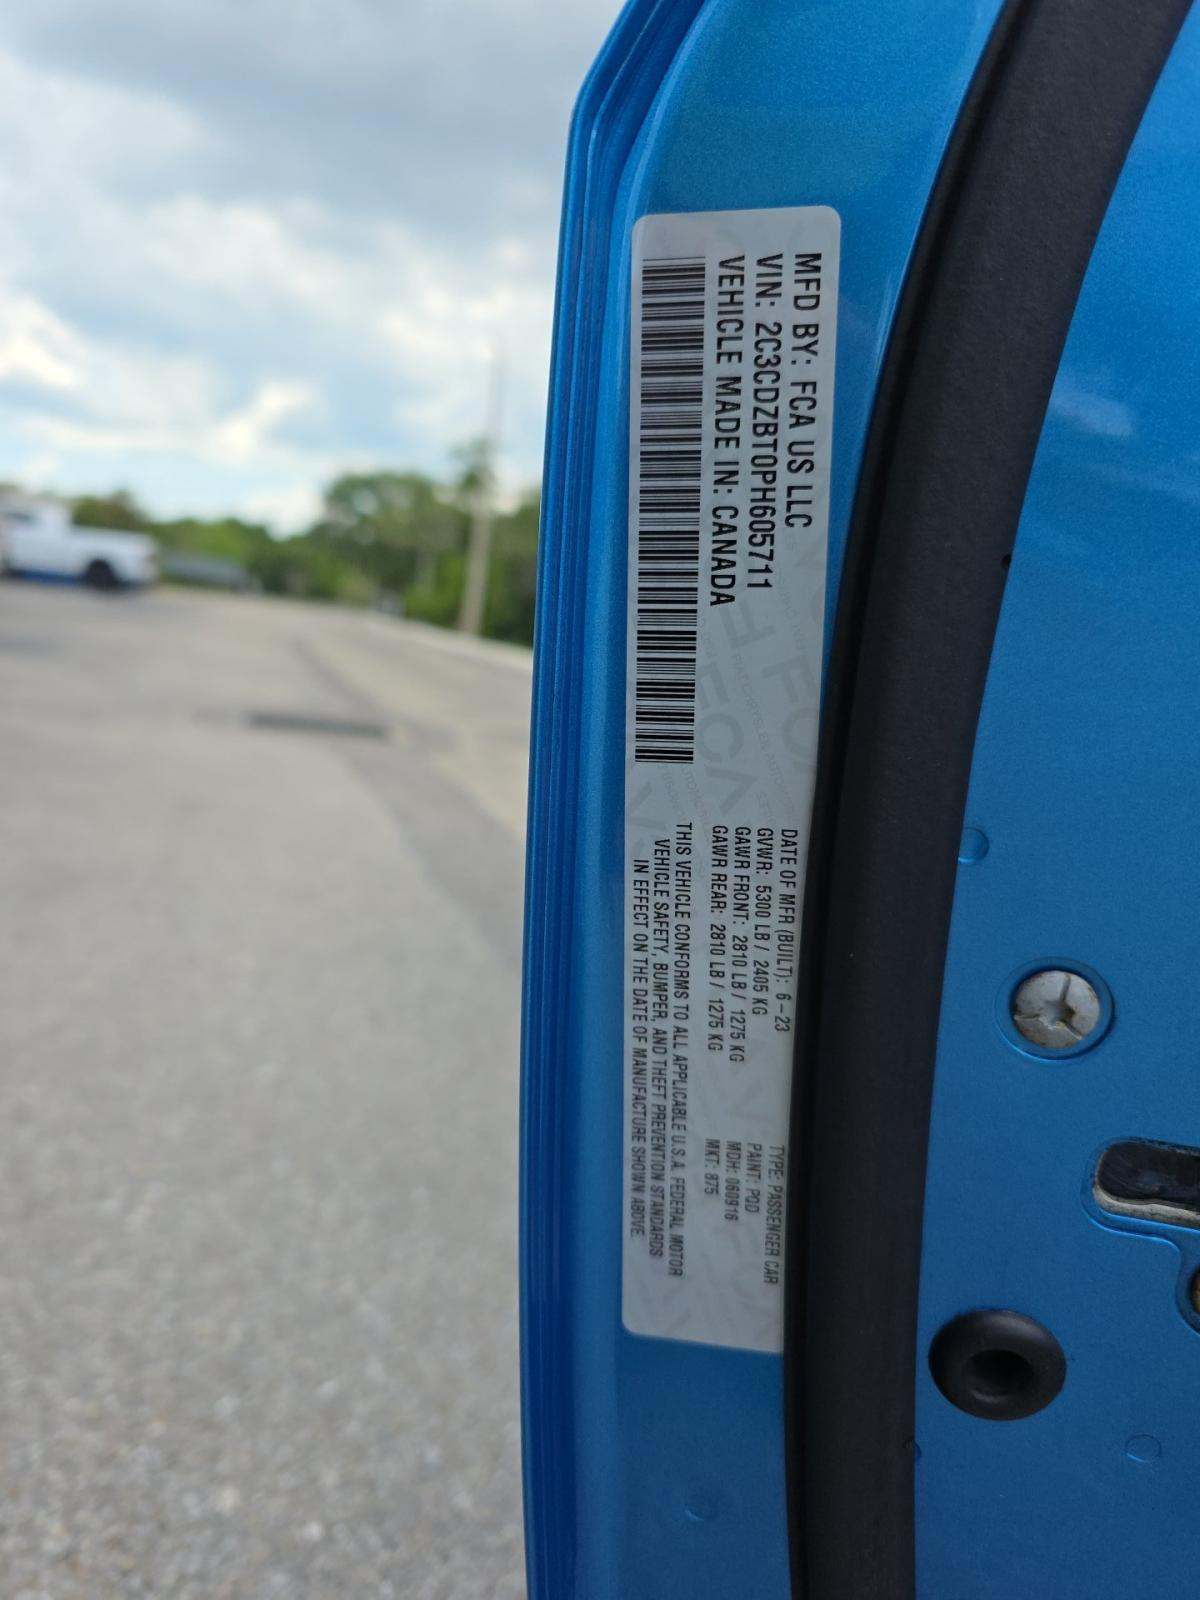 MFD BY: FCA US LLC
VIN: 2C3CDZBT0PH605711
VEHICLE MADE IN: CANADA
DATE OF MFR (BUILT): 6-23
GVWR: 5300 LB / 2405 KG
GAWR FRONT: 2810 LB / 1275 KG
GAWR REAR: 2810 LB / 1275 KG
TYPE: PASSENGER CAR
PAINT: PQD
MDH: 060916
MKT: 875
THIS VEHICLE CONFORMS TO ALL APPLICABLE U.S.A. FEDERAL MOTOR
VEHICLE SAFETY, BUMPER, AND THEFT PREVENTION STANDARDS
IN EFFECT ON THE DATE OF MANUFACTURE SHOWN ABOVE.